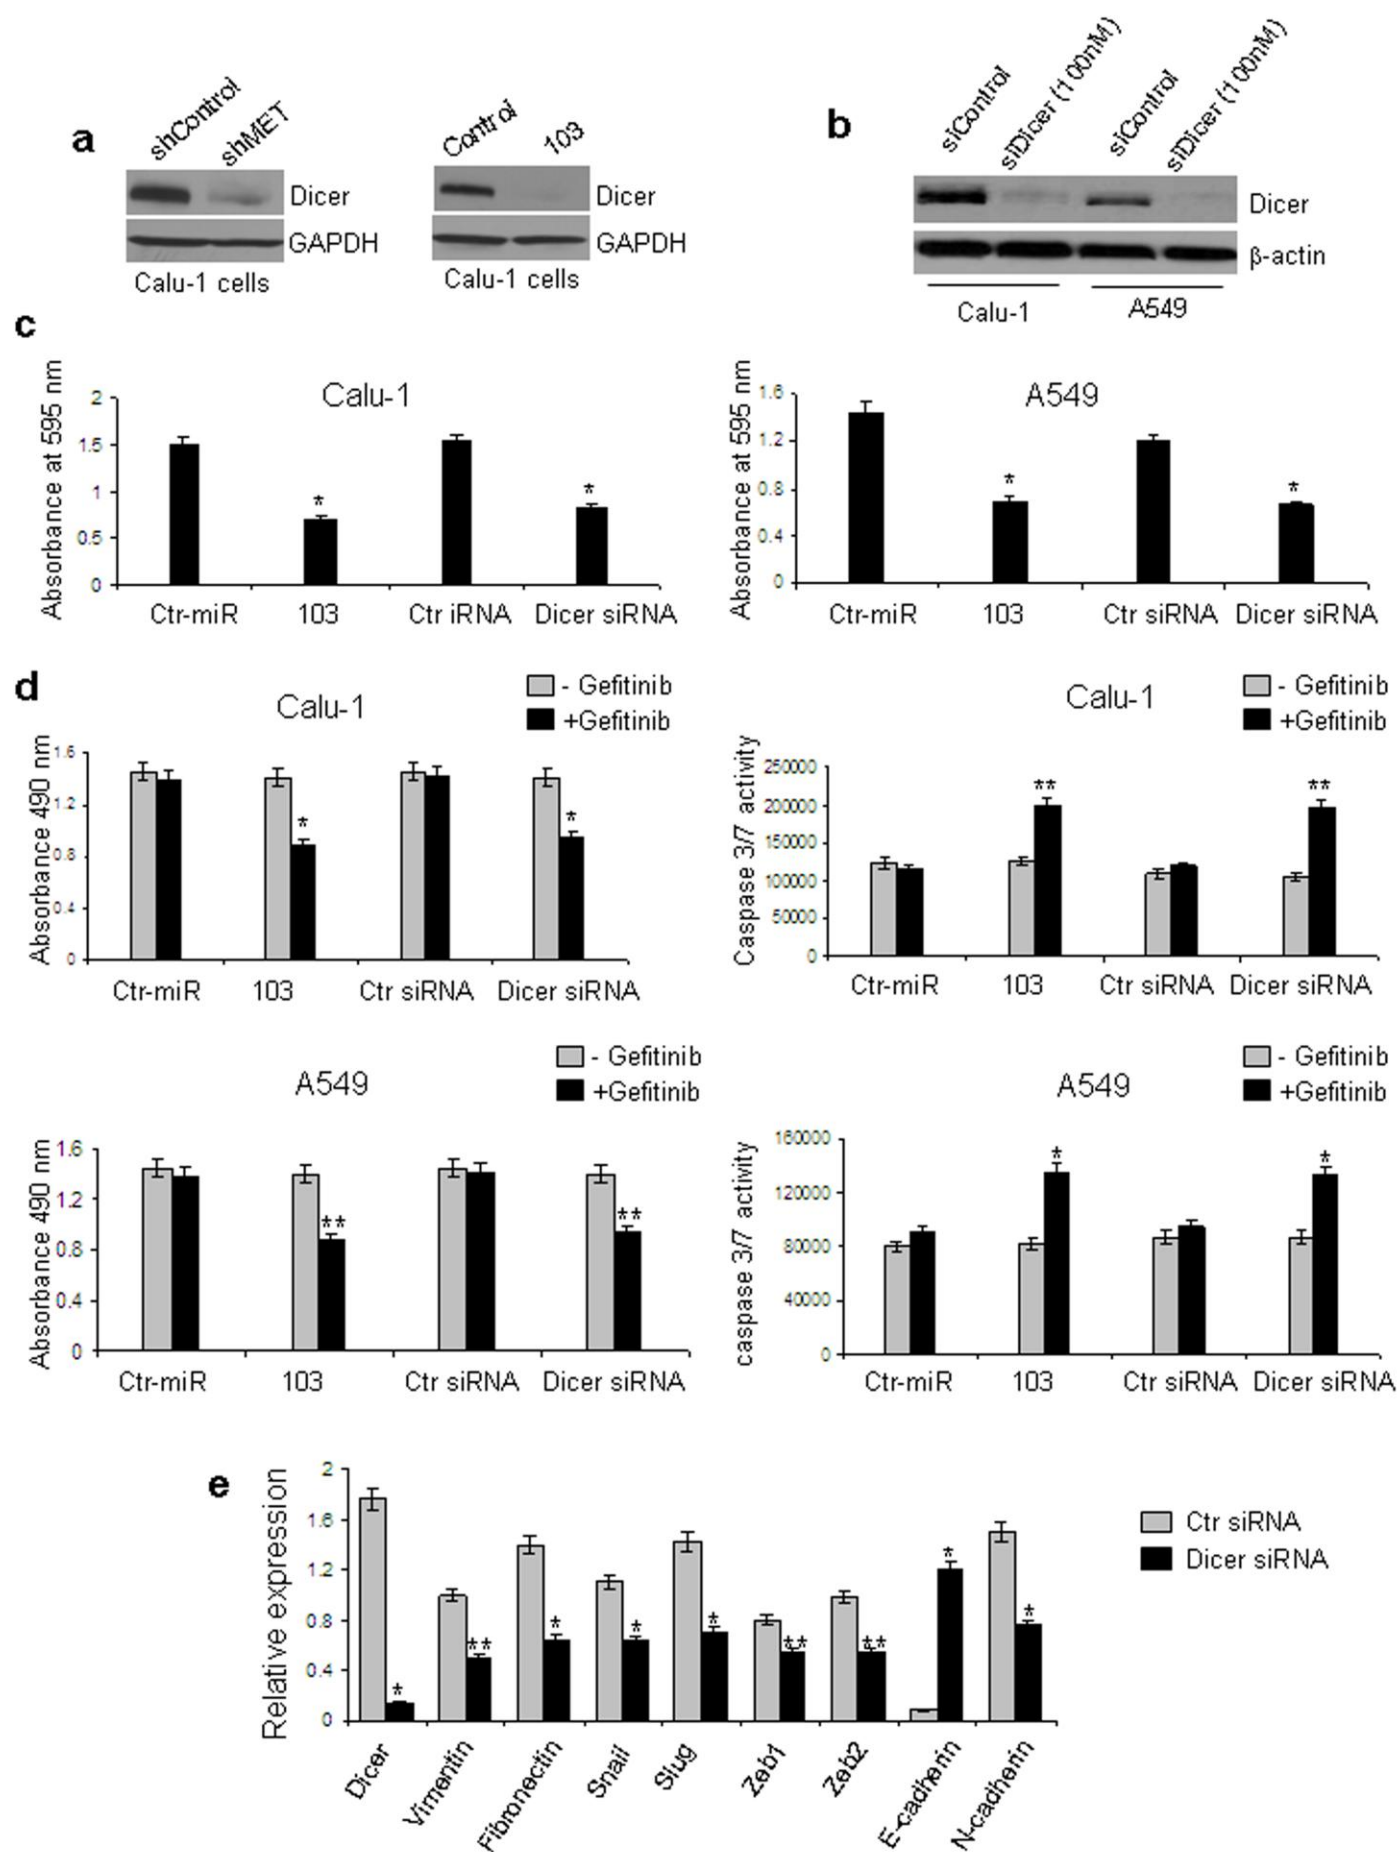 a
shControl
shMET
Dicer
GAPDH
Calu-1 cells
Control
103
Dicer
GAPDH
Calu-1 cells
b
siControl
siDicer (100nM)
siControl
siDicer (100nM)
Dicer
β-actin
Calu-1
A549
c
Calu-1
Absorbance at 595 nm
2
1.5
1
0.5
0
*
*
Ctr-miR 103 Ctr iRNA Dicer siRNA
A549
Absorbance at 595 nm
1.6
1.2
0.8
0.4
0
*
*
Ctr-miR 103 Ctr siRNA Dicer siRNA
d
Calu-1
- Gefitinib
+Gefitinib
Absorbance 490 nm
1.6
1.2
0.8
0.4
0
*
*
Ctr-miR 103 Ctr siRNA Dicer siRNA
Calu-1
- Gefitinib
+Gefitinib
Caspase 3/7 activity
250000
200000
150000
100000
50000
0
**
**
Ctr-miR 103 Ctr siRNA Dicer siRNA
A549
- Gefitinib
+Gefitinib
Absorbance 490 nm
1.6
1.2
0.8
0.4
0
**
**
Ctr-miR 103 Ctr siRNA Dicer siRNA
A549
- Gefitinib
+Gefitinib
caspase 3/7 activity
160000
120000
80000
40000
0
*
*
Ctr-miR 103 Ctr siRNA Dicer siRNA
e
Relative expression
2
1.6
1.2
0.8
0.4
0
*
**
*
*
*
**
**
*
*
Dicer
Vimentin
Fibronectin
Snail
Slug
Zeb1
Zeb2
E-cadherin
N-cadherin
Ctr siRNA
Dicer siRNA